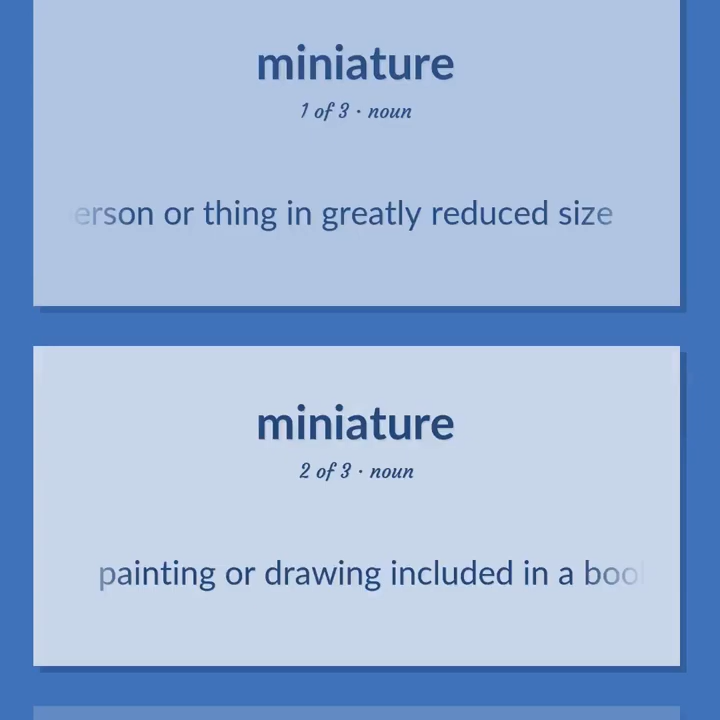 miniature
1 of 3 · noun
erson or thing in greatly reduced size
miniature
2 of 3 · noun
painting or drawing included in a boo